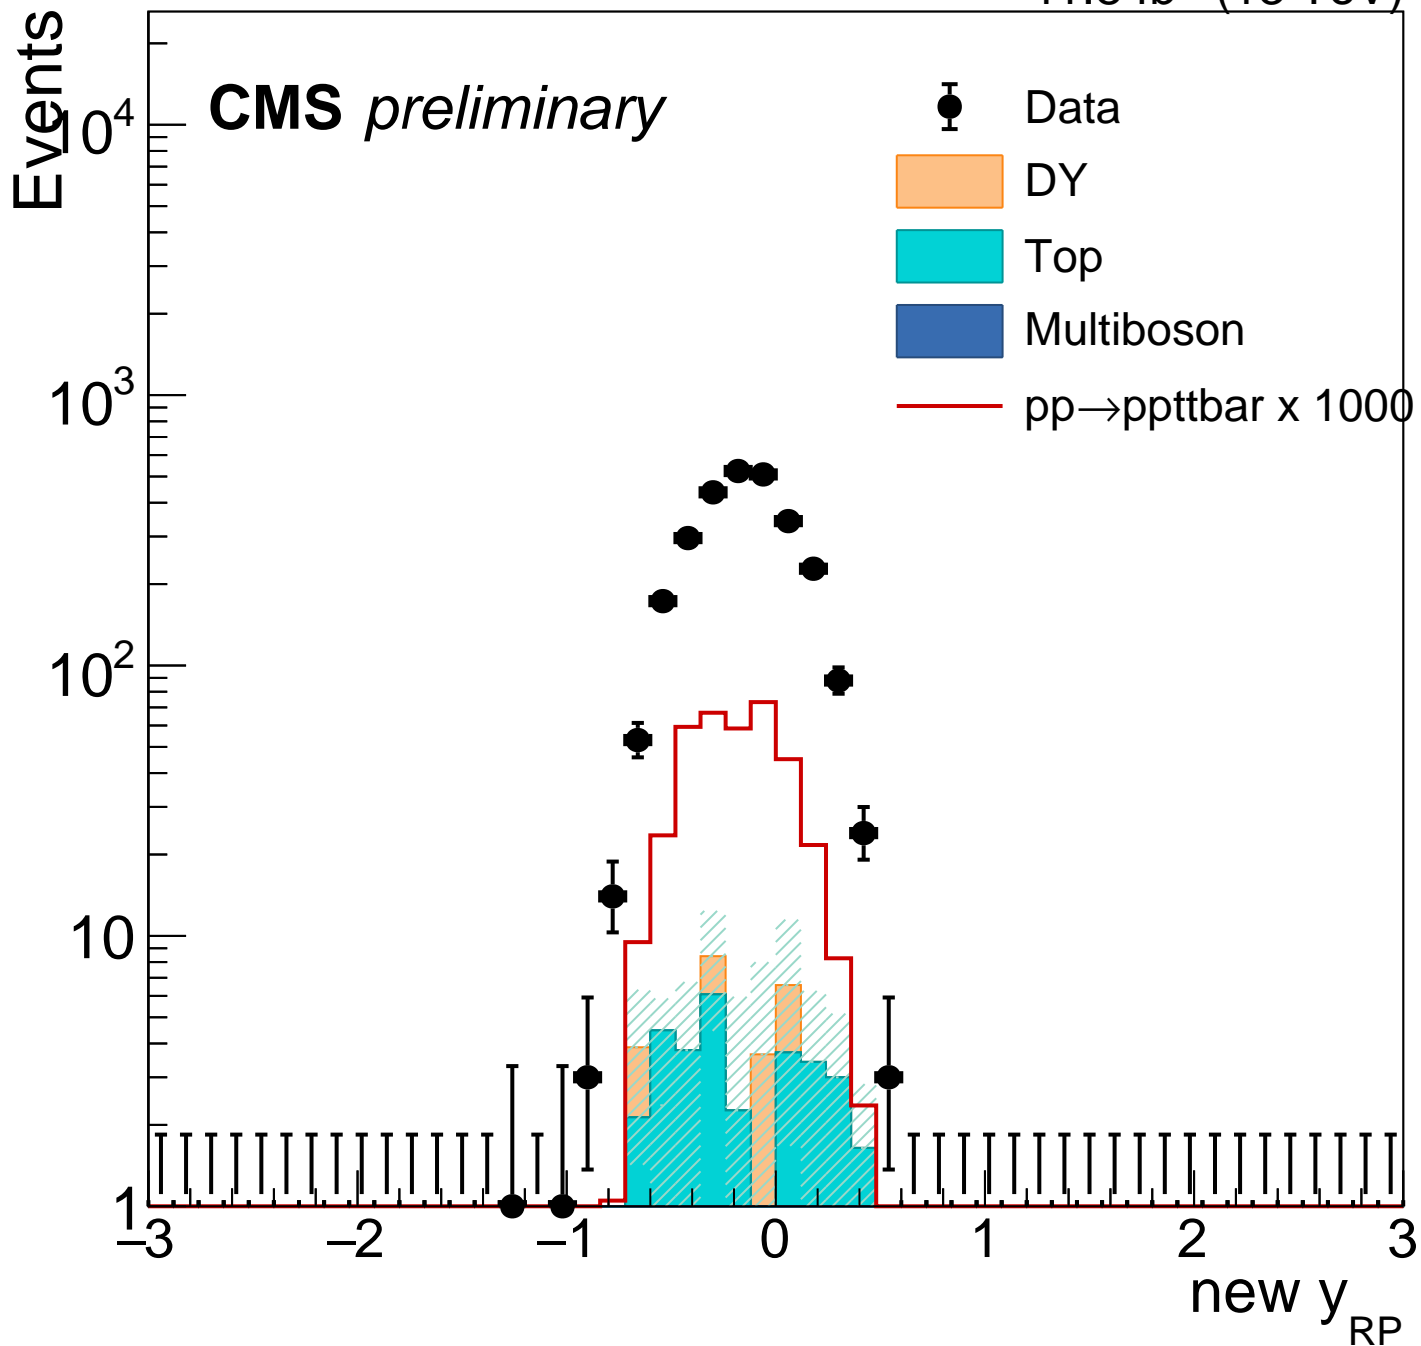 Events
CMS preliminary
Data
DY
Top
Multiboson
pp→ppttbar x 1000
10⁴
10³
10²
10
1
−3
−2
−1
0
1
2
3
new y_RP